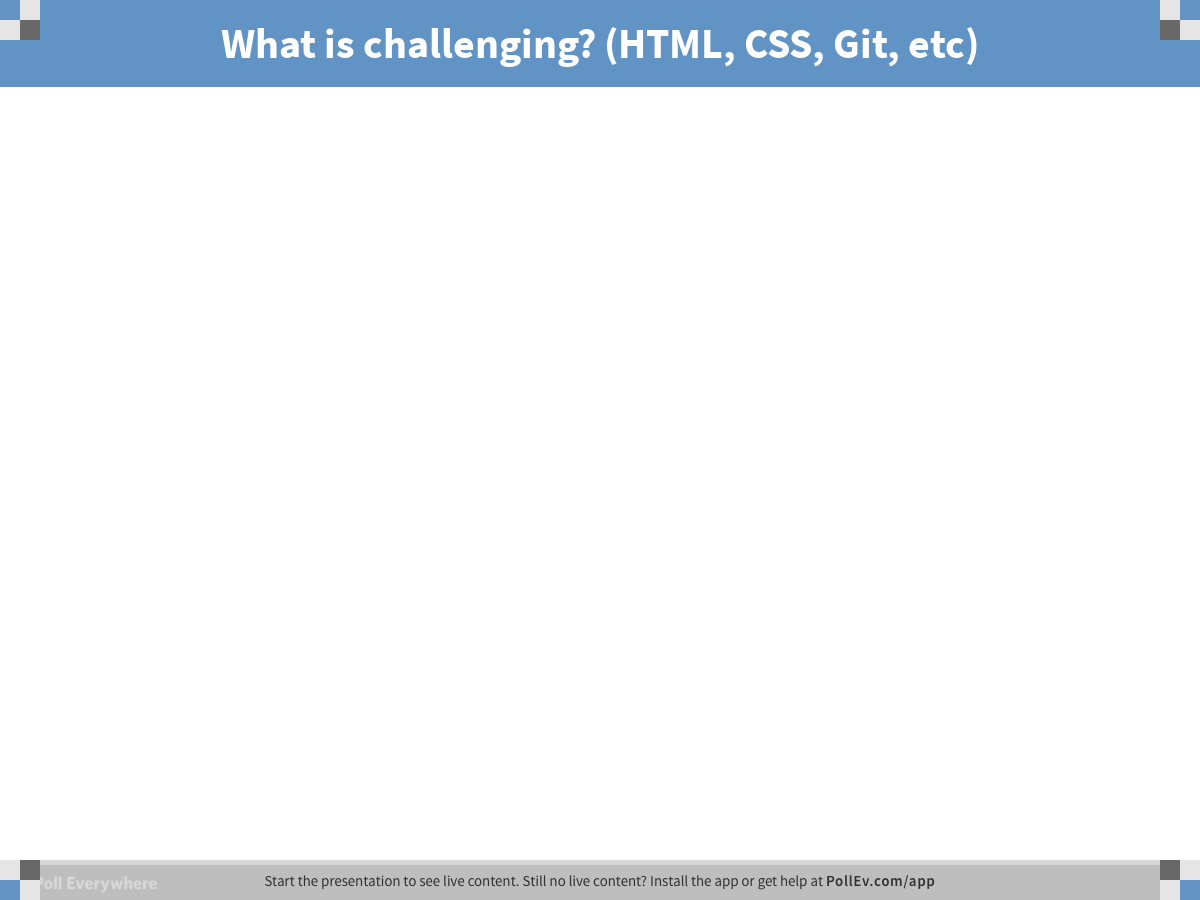 What is challenging? (HTML, CSS, Git, etc)
Poll Everywhere
Start the presentation to see live content. Still no live content? Install the app or get help at PollEv.com/app